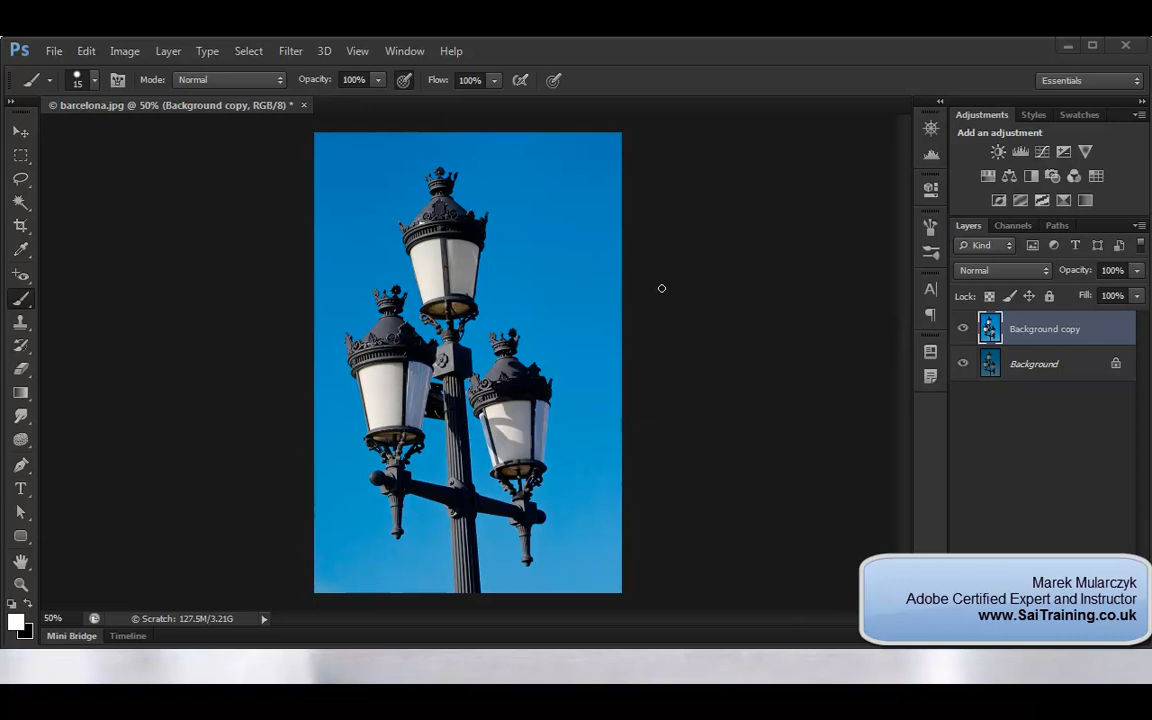 Ps File Edit Image Layer Type Select Filter 3D View Window Help
15 Mode: Normal Opacity: 100% Flow: 100% Essentials
© barcelona.jpg @ 50% (Background copy, RGB/8) * ×
Adjustments Styles Swatches
Add an adjustment
Layers Channels Paths
Kind
Normal Opacity: 100%
Lock: Fill: 100%
Background copy
Background
Marek Mularczyk
Adobe Certified Expert and Instructor
www.SaiTraining.co.uk
50% © Scratch: 127.5M/3.21G
Mini Bridge Timeline